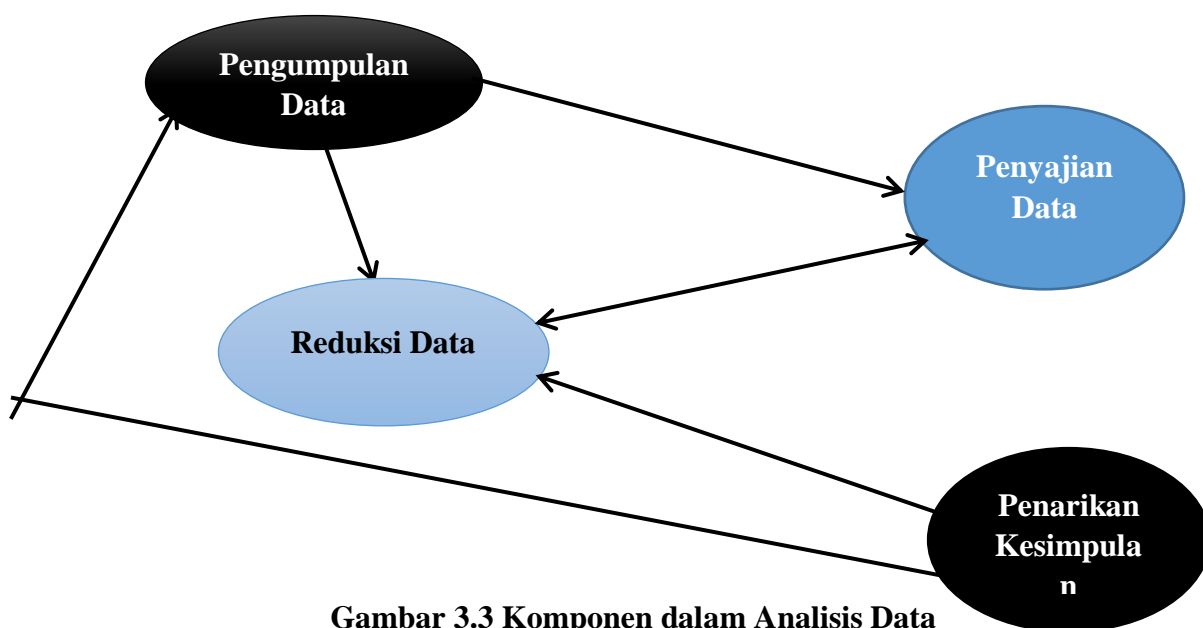 Pengumpulan
Data
Penyajian
Data
Reduksi Data
Penarikan
Kesimpula
n
Gambar 3.3 Komponen dalam Analisis Data